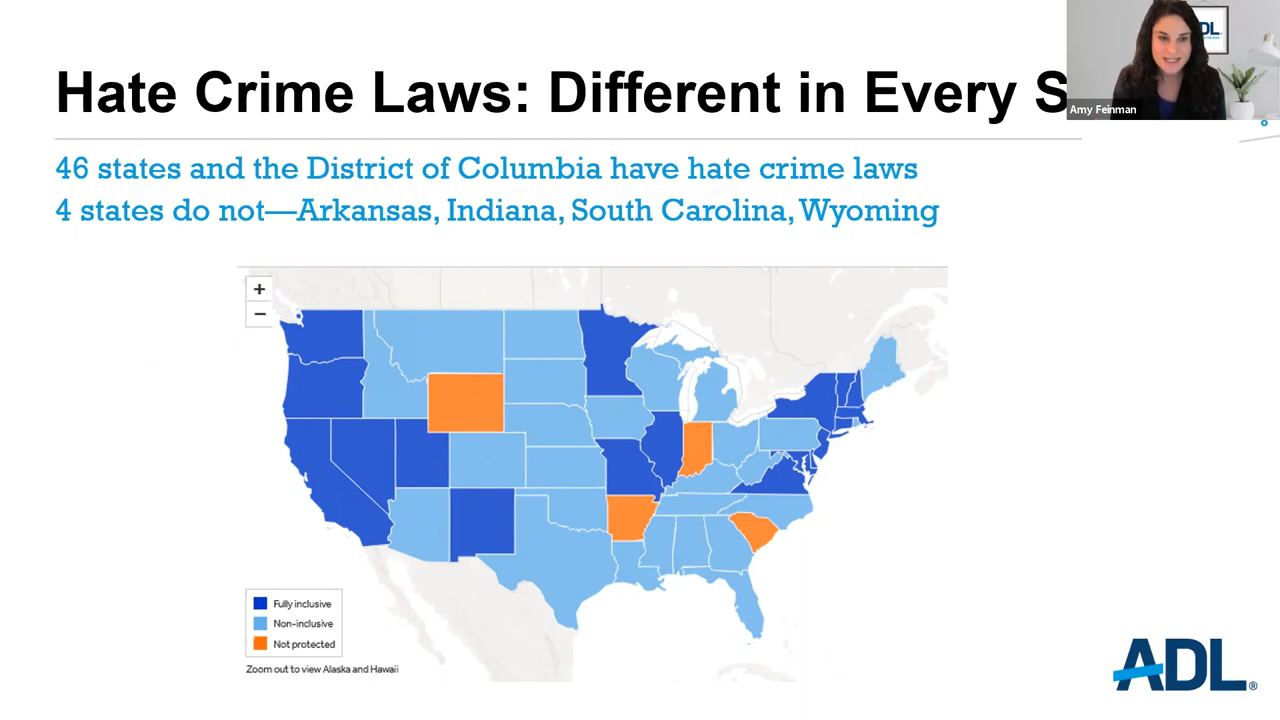 Hate Crime Laws: Different in Every S
DL
Amy Feinman
46 states and the District of Columbia have hate crime laws
4 states do not—Arkansas, Indiana, South Carolina, Wyoming
+
−
Fully inclusive
Non-inclusive
Not protected
Zoom out to view Alaska and Hawaii
ADL®